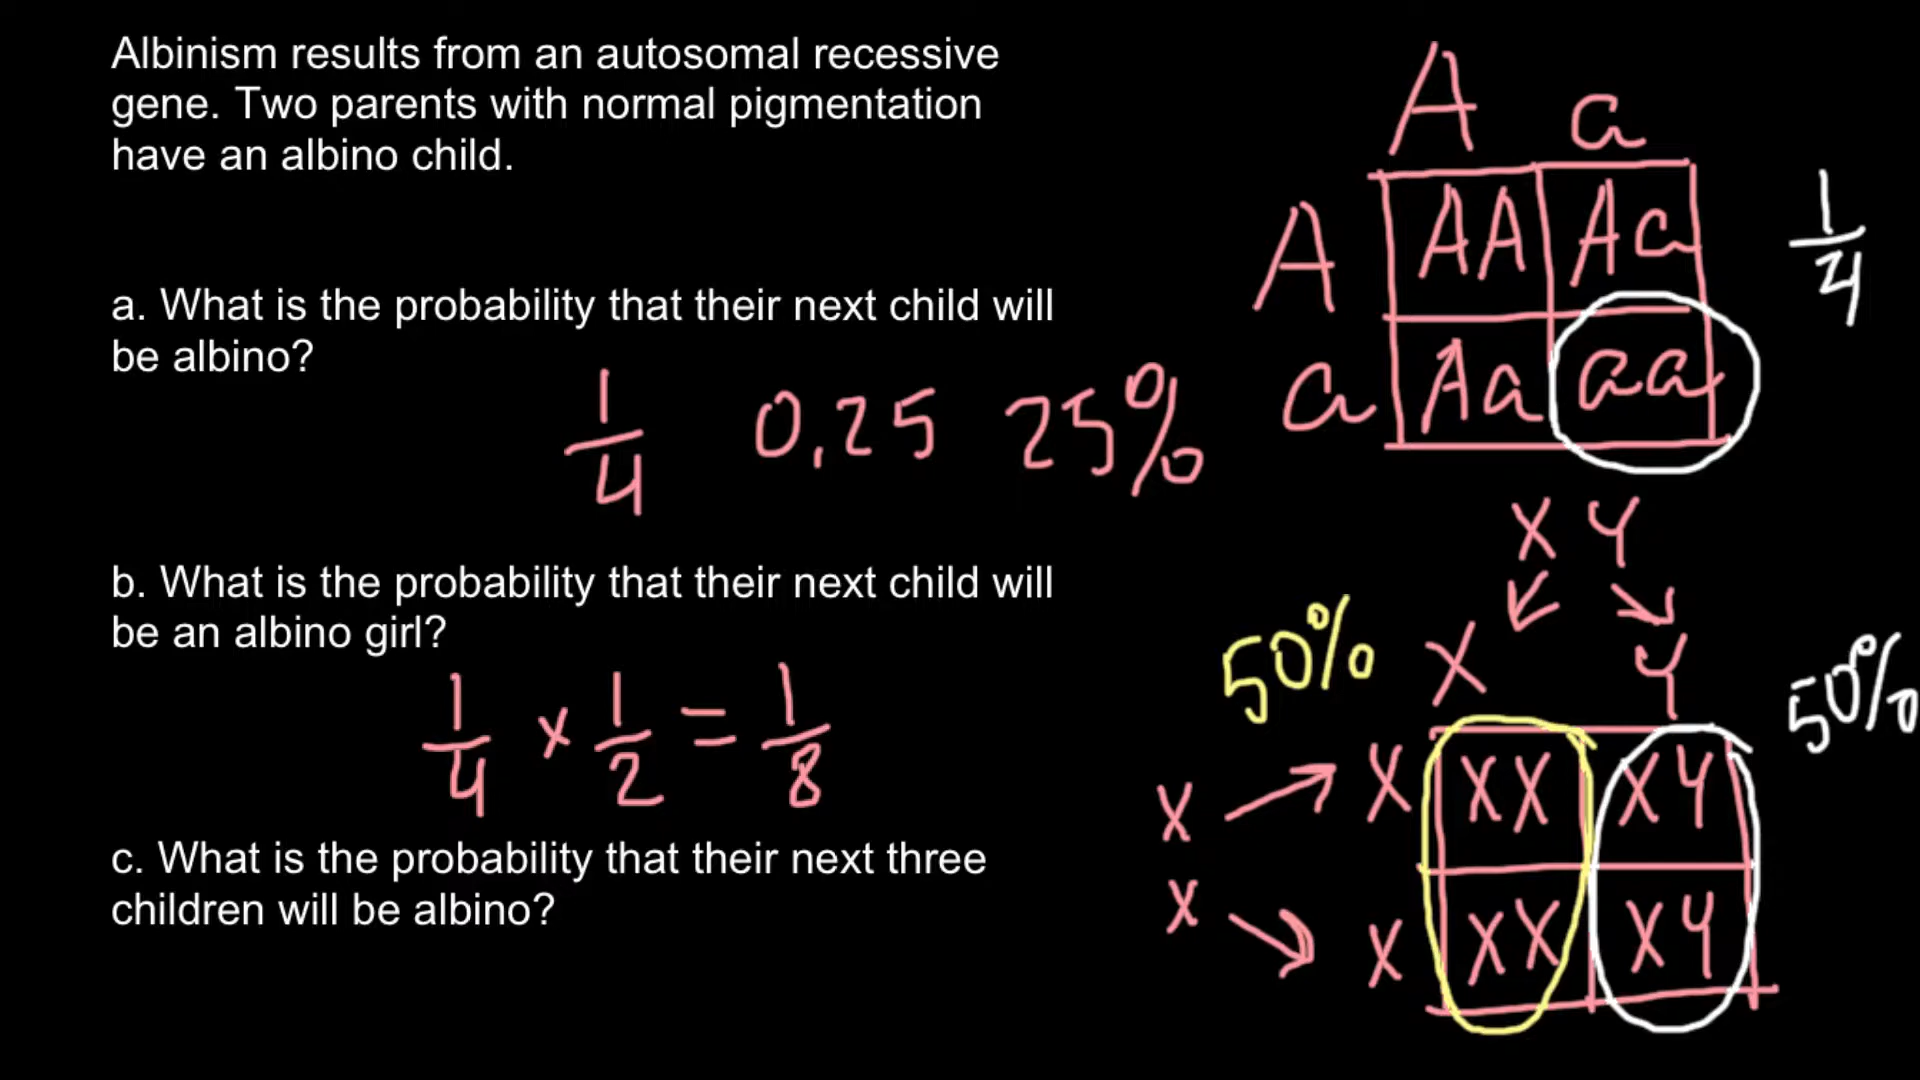 Albinism results from an autosomal recessive
gene. Two parents with normal pigmentation
have an albino child.
a. What is the probability that their next child will
be albino?
1/4 0,25 25%
b. What is the probability that their next child will
be an albino girl?
1/4 x 1/2 = 1/8
c. What is the probability that their next three
children will be albino?
A a
A AA Aa
a Aa aa
1/4
X Y
50% X Y 50%
X X XX XY
X X XX XY